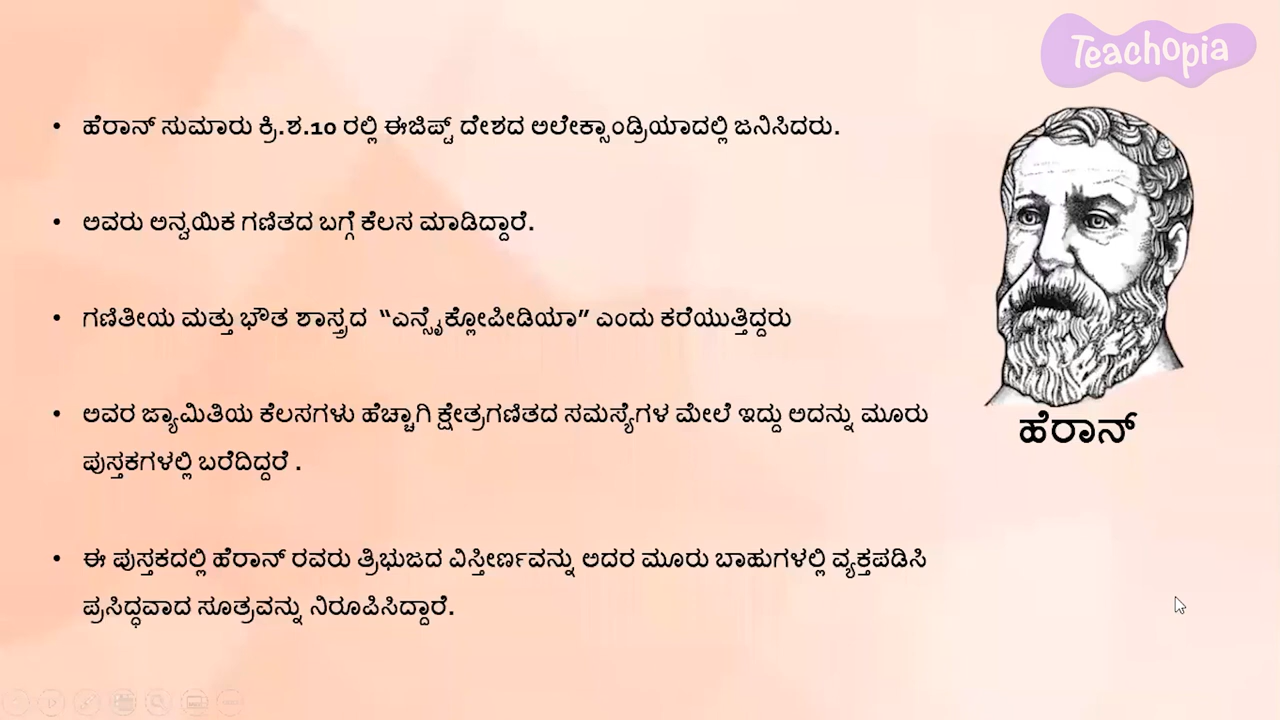 Teachopia
• ಹೆರಾನ್ ಸುಮಾರು ಕ್ರಿ.ಶ.10 ರಲ್ಲಿ ಈಜಿಪ್ಟ್ ದೇಶದ ಅಲೇಕ್ಸಾಂಡ್ರಿಯಾದಲ್ಲಿ ಜನಿಸಿದರು.
• ಅವರು ಅನ್ವಯಿಕ ಗಣಿತದ ಬಗ್ಗೆ ಕೆಲಸ ಮಾಡಿದ್ದಾರೆ.
• ಗಣಿತೀಯ ಮತ್ತು ಭೌತ ಶಾಸ್ತ್ರದ “ಎನ್ಸೈಕ್ಲೋಪೀಡಿಯಾ” ಎಂದು ಕರೆಯುತ್ತಿದ್ದರು
• ಅವರ ಜ್ಯಾಮಿತಿಯ ಕೆಲಸಗಳು ಹೆಚ್ಚಾಗಿ ಕ್ಷೇತ್ರಗಣಿತದ ಸಮಸ್ಯೆಗಳ ಮೇಲೆ ಇದ್ದು ಅದನ್ನು ಮೂರು
ಪುಸ್ತಕಗಳಲ್ಲಿ ಬರೆದಿದ್ದರೆ .
• ಈ ಪುಸ್ತಕದಲ್ಲಿ ಹೆರಾನ್ ರವರು ತ್ರಿಭುಜದ ವಿಸ್ತೀರ್ಣವನ್ನು ಅದರ ಮೂರು ಬಾಹುಗಳಲ್ಲಿ ವ್ಯಕ್ತಪಡಿಸಿ
ಪ್ರಸಿದ್ಧವಾದ ಸೂತ್ರವನ್ನು ನಿರೂಪಿಸಿದ್ದಾರೆ.
ಹೆರಾನ್